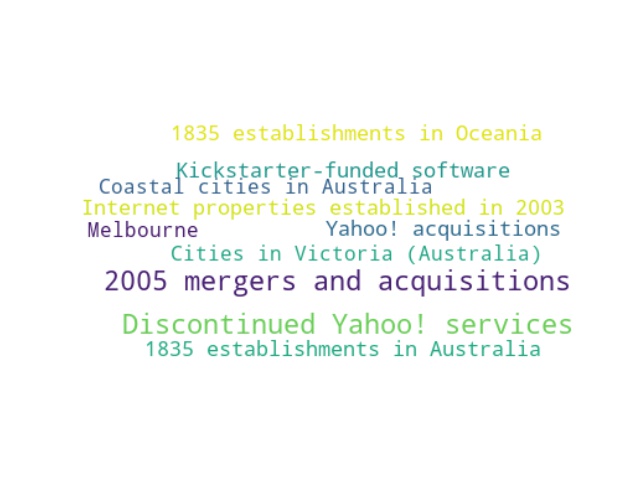 1835 establishments in Oceania
Kickstarter-funded software
Coastal cities in Australia
Internet properties established in 2003
Melbourne
Yahoo! acquisitions
Cities in Victoria (Australia)
2005 mergers and acquisitions
Discontinued Yahoo! services
1835 establishments in Australia